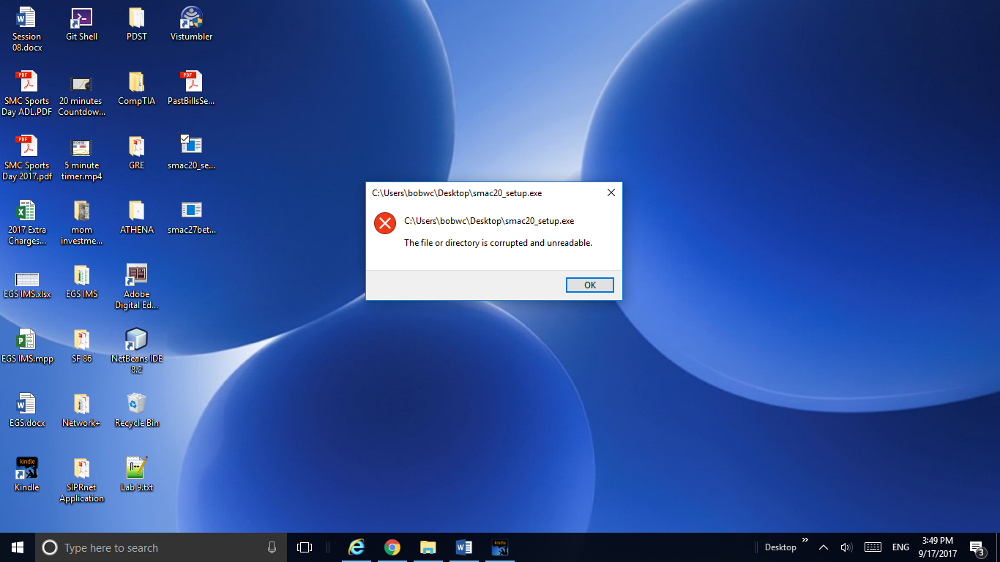 Session
08.docx
Git Shell
PDST
Vistumbler
PDF
SMC Sports
Day ADL.PDF
20 minutes
Countdow...
CompTIA
PDF
PastBillsSe...
PDF
SMC Sports
Day 2017.pdf
5 minute
timer.mp4
GRE
smac20_se...
2017 Extra
Charges...
mom
investme...
ATHENA
smac27bet...
EGS IMS.xlsx
EGS IMS
Adobe
Digital Ed...
EGS IMS.mpp
SF 86
NetBeans IDE
8.2
EGS.docx
Network+
Recycle Bin
kindle
Kindle
SIPRnet
Application
Lab 9.txt
C:\Users\bobwc\Desktop\smac20_setup.exe
C:\Users\bobwc\Desktop\smac20_setup.exe
The file or directory is corrupted and unreadable.
OK
Type here to search
kindle
Desktop
ENG
3:49 PM
9/17/2017
3